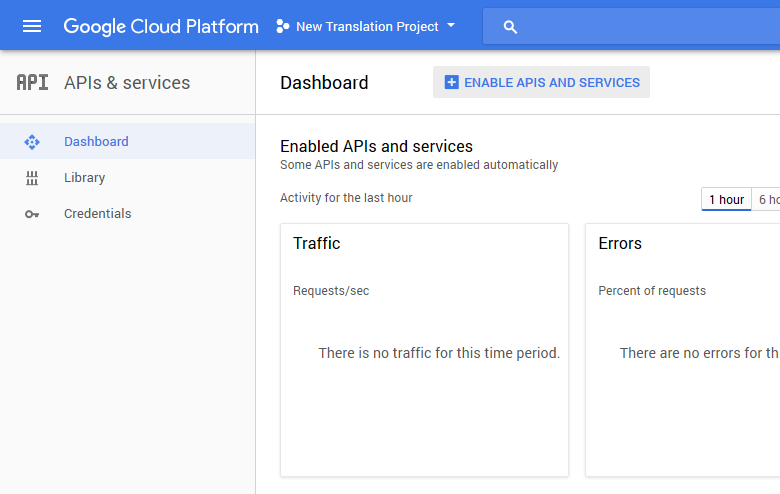 Google Cloud Platform New Translation Project
API APIs & services
Dashboard
Library
Credentials
Dashboard ENABLE APIS AND SERVICES
Enabled APIs and services
Some APIs and services are enabled automatically
Activity for the last hour
1 hour 6 ho
Traffic
Requests/sec
There is no traffic for this time period.
Errors
Percent of requests
There are no errors for th